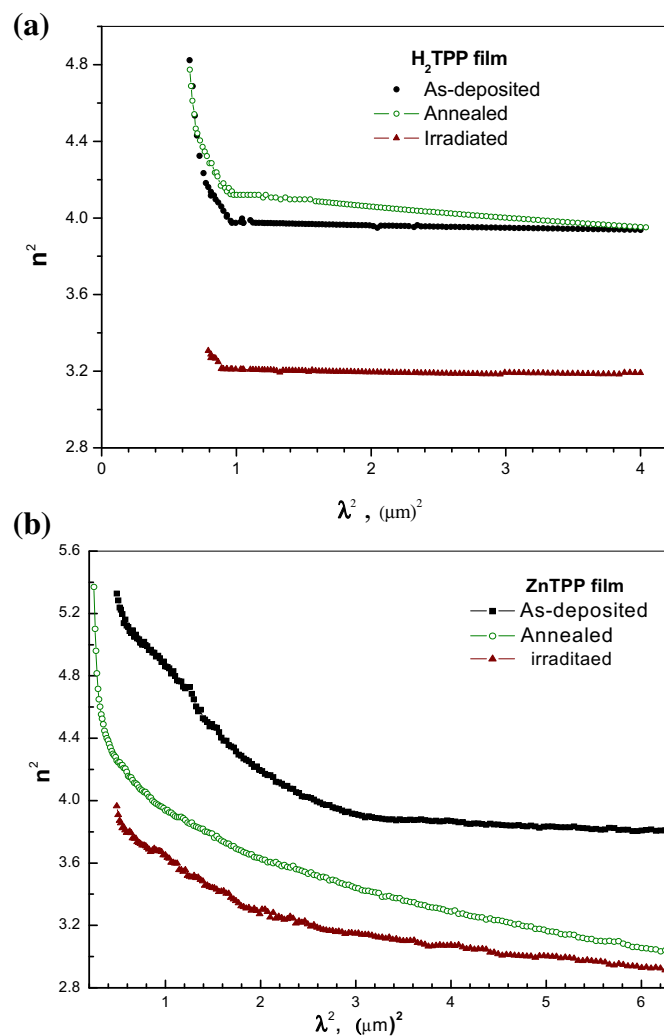 (a)
n²
4.8
4.4
4.0
3.6
3.2
2.8
H₂TPP film
As-deposited
Annealed
Irradiated
0 1 2 3 4
λ² , (μm)²
(b)
n²
5.6
5.2
4.8
4.4
4.0
3.6
3.2
2.8
ZnTPP film
As-deposited
Annealed
irraditaed
1 2 3 4 5 6
λ², (μm)²